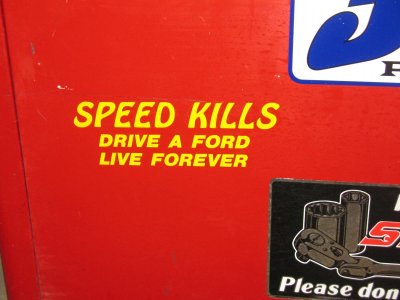 SPEED KILLS
DRIVE A FORD
LIVE FOREVER
Please don